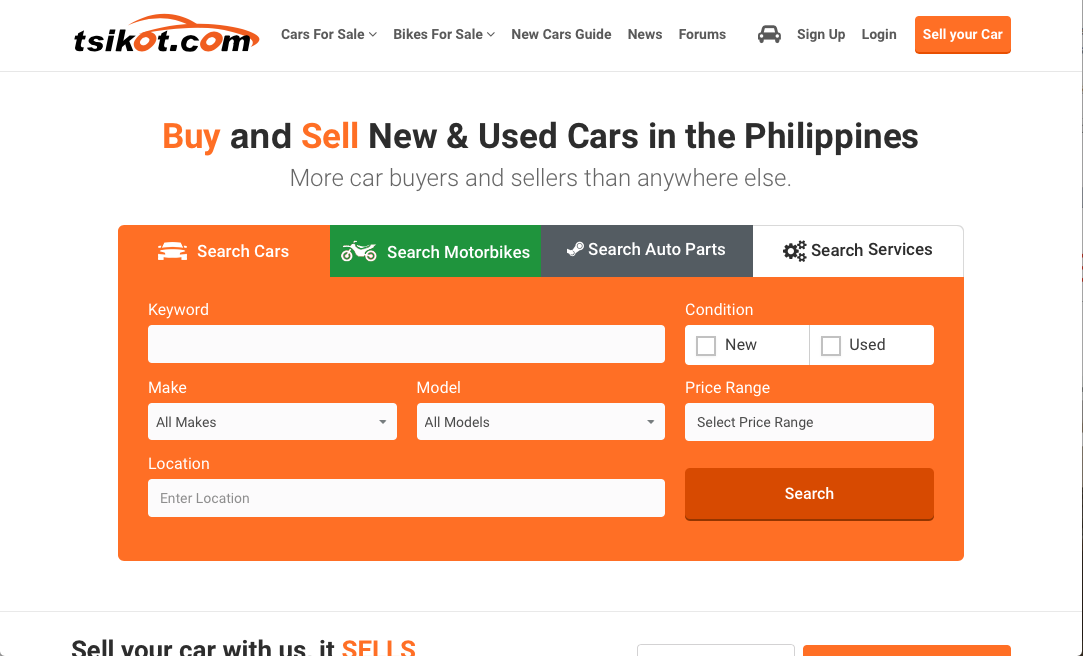 tsikot.com
Cars For Sale Bikes For Sale New Cars Guide News Forums Sign Up Login Sell your Car
Buy and Sell New & Used Cars in the Philippines
More car buyers and sellers than anywhere else.
Search Cars Search Motorbikes Search Auto Parts Search Services
Keyword Condition
New Used
Make Model Price Range
All Makes All Models Select Price Range
Location
Enter Location Search
Sell your car with us, it SELLS